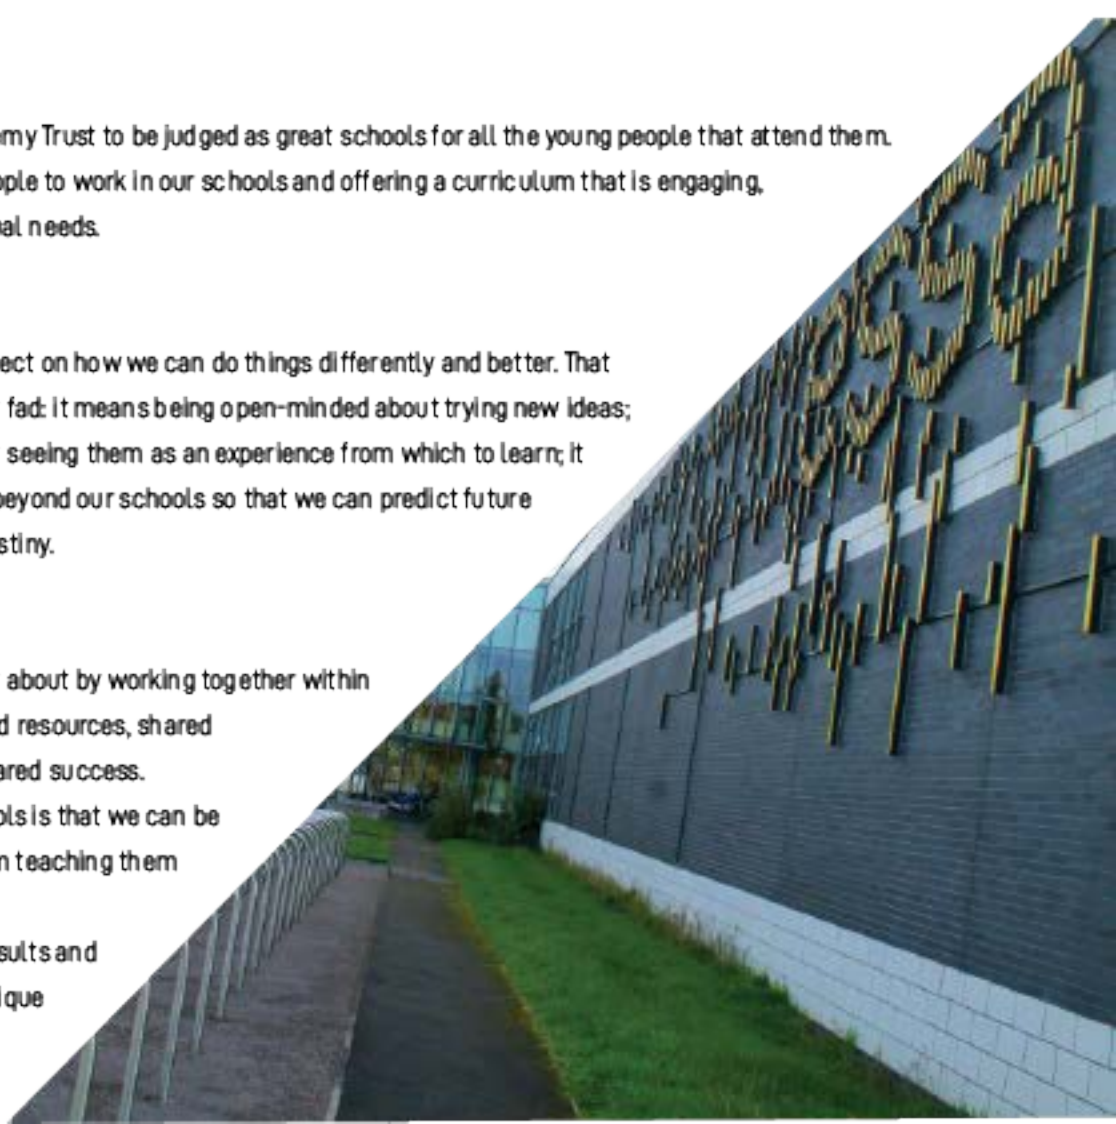 my Trust to be judged as great schools for all the young people that attend them.
ple to work in our schools and offering a curriculum that is engaging,
al needs.
ect on how we can do things differently and better. That
fad: it means being open-minded about trying new ideas;
seeing them as an experience from which to learn; it
beyond our schools so that we can predict future
stiny.
about by working together within
d resources, shared
ared success.
ols is that we can be
n teaching them
sults and
ique